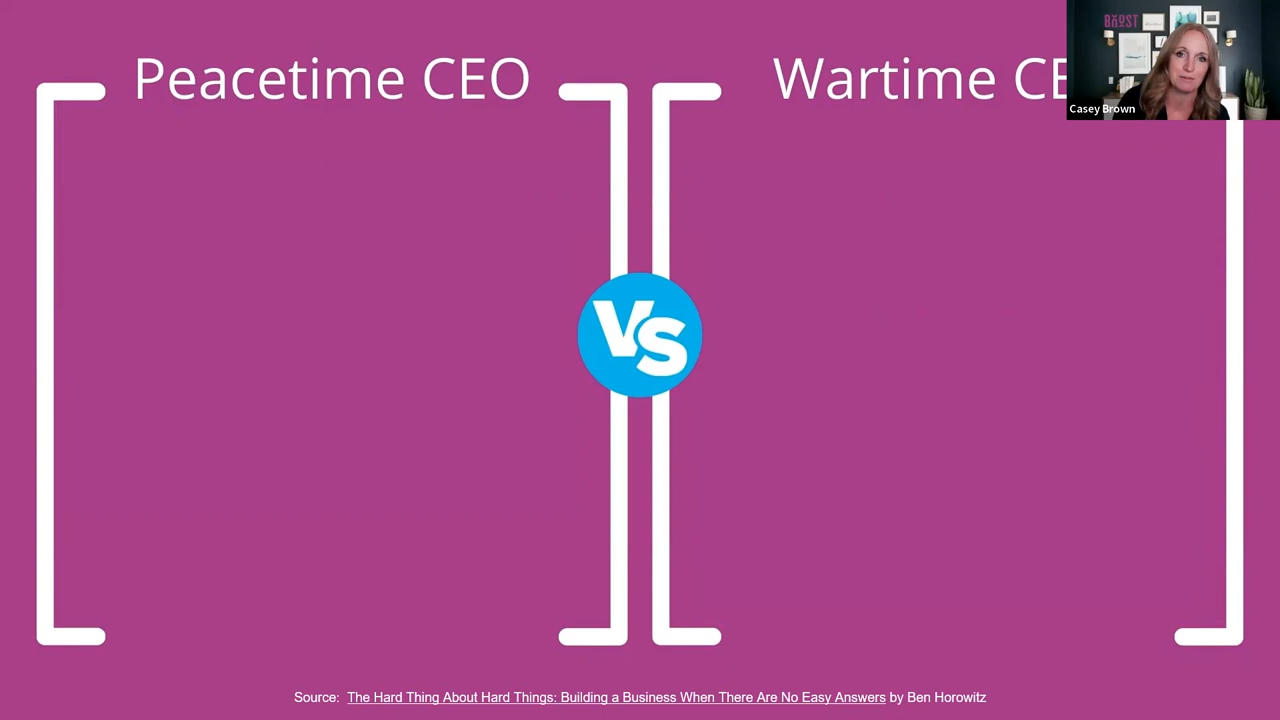 Peacetime CEO
Wartime CE
BOOST
Casey Brown
VS
Source: The Hard Thing About Hard Things: Building a Business When There Are No Easy Answers by Ben Horowitz